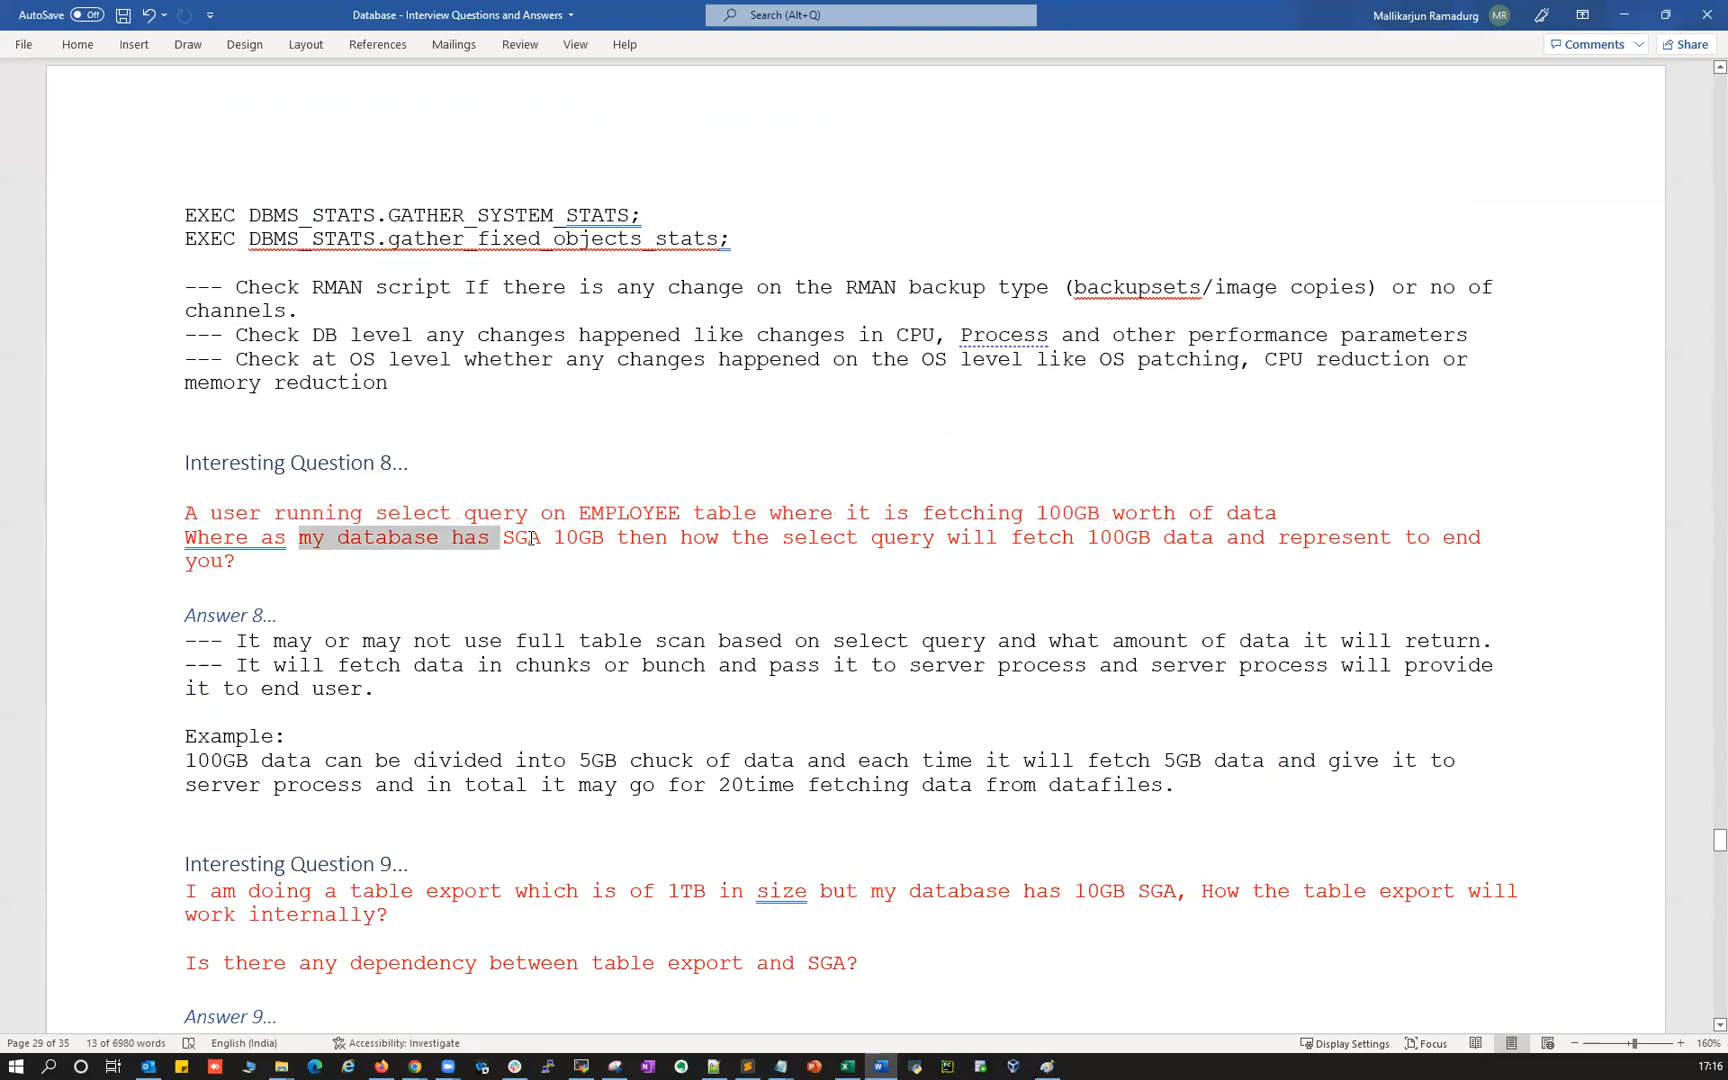 AutoSave Off
Database - Interview Questions and Answers
Search (Alt+Q)
Mallikarjun Ramadurg MR
File Home Insert Draw Design Layout References Mailings Review View Help
Comments Share
EXEC DBMS_STATS.GATHER_SYSTEM_STATS;
EXEC DBMS_STATS.gather_fixed_objects_stats;
--- Check RMAN script If there is any change on the RMAN backup type (backupsets/image copies) or no of
channels.
--- Check DB level any changes happened like changes in CPU, Process and other performance parameters
--- Check at OS level whether any changes happened on the OS level like OS patching, CPU reduction or
memory reduction
Interesting Question 8...
A user running select query on EMPLOYEE table where it is fetching 100GB worth of data
Where as my database has SGA 10GB then how the select query will fetch 100GB data and represent to end
you?
Answer 8...
--- It may or may not use full table scan based on select query and what amount of data it will return.
--- It will fetch data in chunks or bunch and pass it to server process and server process will provide
it to end user.
Example:
100GB data can be divided into 5GB chuck of data and each time it will fetch 5GB data and give it to
server process and in total it may go for 20time fetching data from datafiles.
Interesting Question 9...
I am doing a table export which is of 1TB in size but my database has 10GB SGA, How the table export will
work internally?
Is there any dependency between table export and SGA?
Answer 9...
Page 29 of 35 13 of 6980 words English (India) Accessibility: Investigate Display Settings Focus 160%
17:16